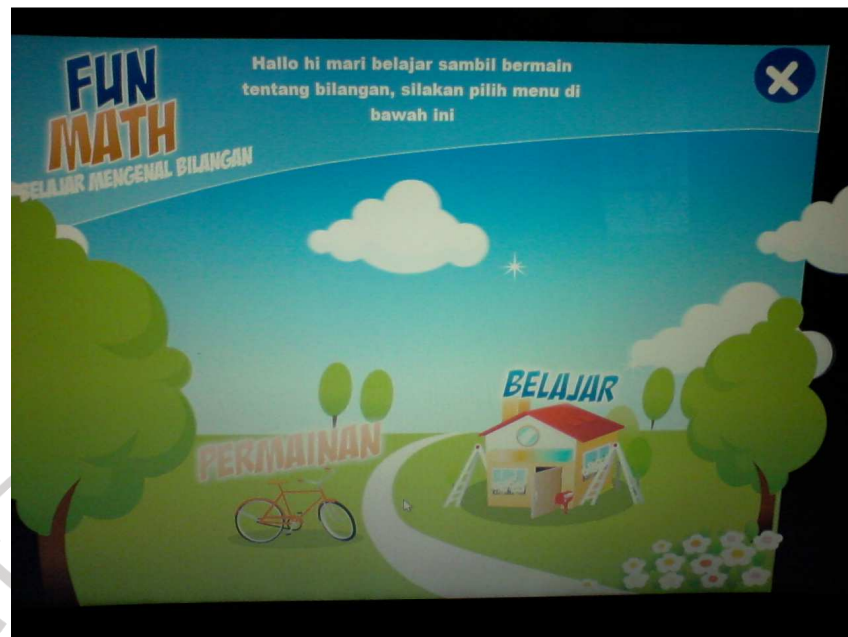 FUN
MATH
BELAJAR MENGENAL BILANGAN
Hallo hi mari belajar sambil bermain
tentang bilangan, silakan pilih menu di
bawah ini
BELAJAR
PERMAINAN